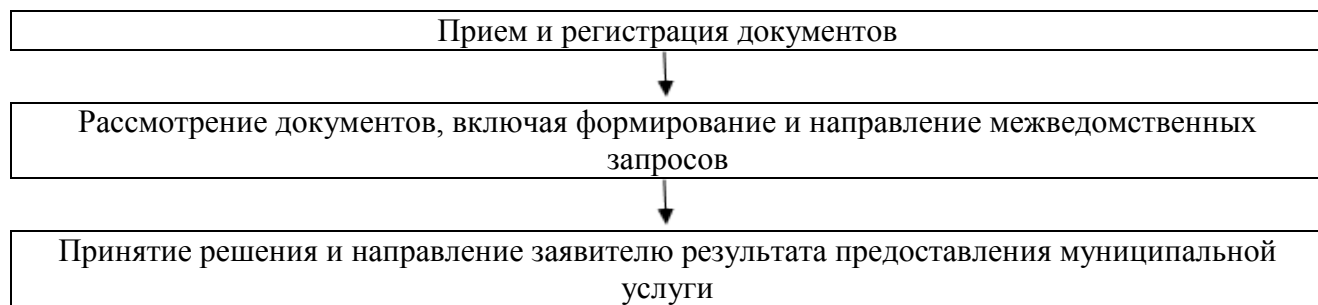 Прием и регистрация документов
Рассмотрение документов, включая формирование и направление межведомственных
запросов
Принятие решения и направление заявителю результата предоставления муниципальной
услуги